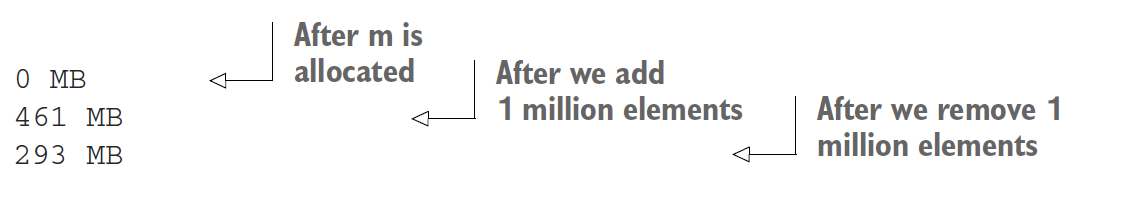 After m is
allocated
0 MB
After we add
1 million elements
461 MB
After we remove 1
million elements
293 MB